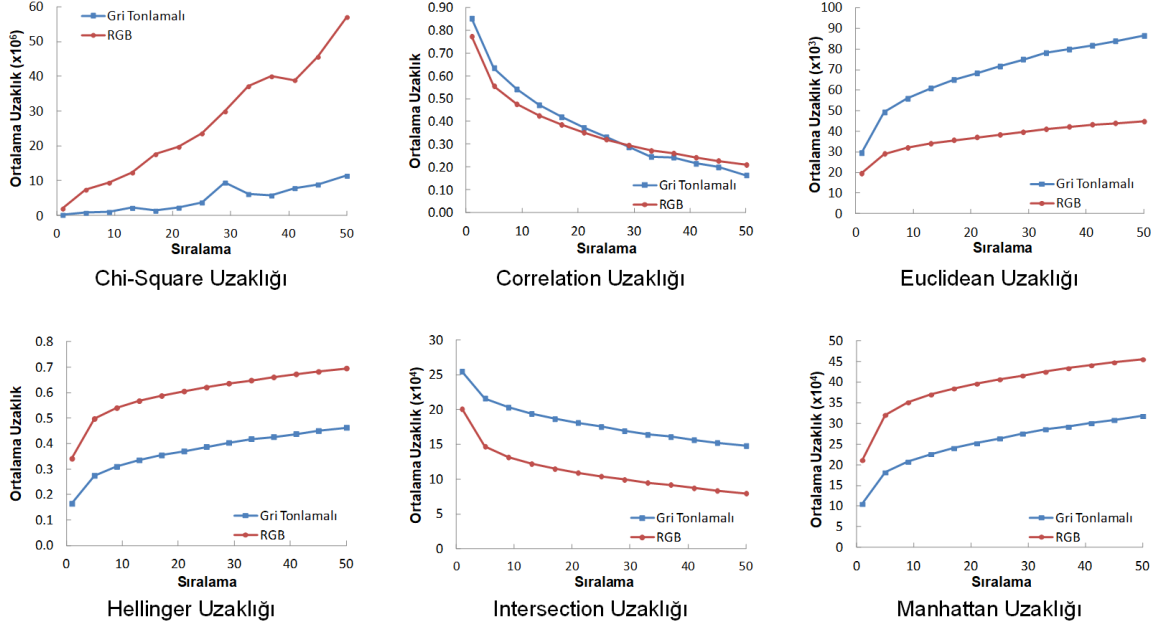 Ortalama Uzaklık (x10⁶)
60
50
40
30
20
10
0
Gri Tonlamalı
RGB
0 10 20 30 40 50
Sıralama
Chi-Square Uzaklığı
Ortalama Uzaklık
0.90
0.80
0.70
0.60
0.50
0.40
0.30
0.20
0.10
0.00
Gri Tonlamalı
RGB
0 10 20 30 40 50
Sıralama
Correlation Uzaklığı
Ortalama Uzaklık (x10³)
100
90
80
70
60
50
40
30
20
10
0
Gri Tonlamalı
RGB
0 10 20 30 40 50
Sıralama
Euclidean Uzaklığı
Ortalama Uzaklık
0.8
0.7
0.6
0.5
0.4
0.3
0.2
0.1
0.0
Gri Tonlamalı
RGB
0 10 20 30 40 50
Sıralama
Hellinger Uzaklığı
Ortalama Uzaklık (x10⁴)
30
25
20
15
10
5
0
Gri Tonlamalı
RGB
0 10 20 30 40 50
Sıralama
Intersection Uzaklığı
Ortalama Uzaklık (x10⁴)
50
45
40
35
30
25
20
15
10
5
0
Gri Tonlamalı
RGB
0 10 20 30 40 50
Sıralama
Manhattan Uzaklığı